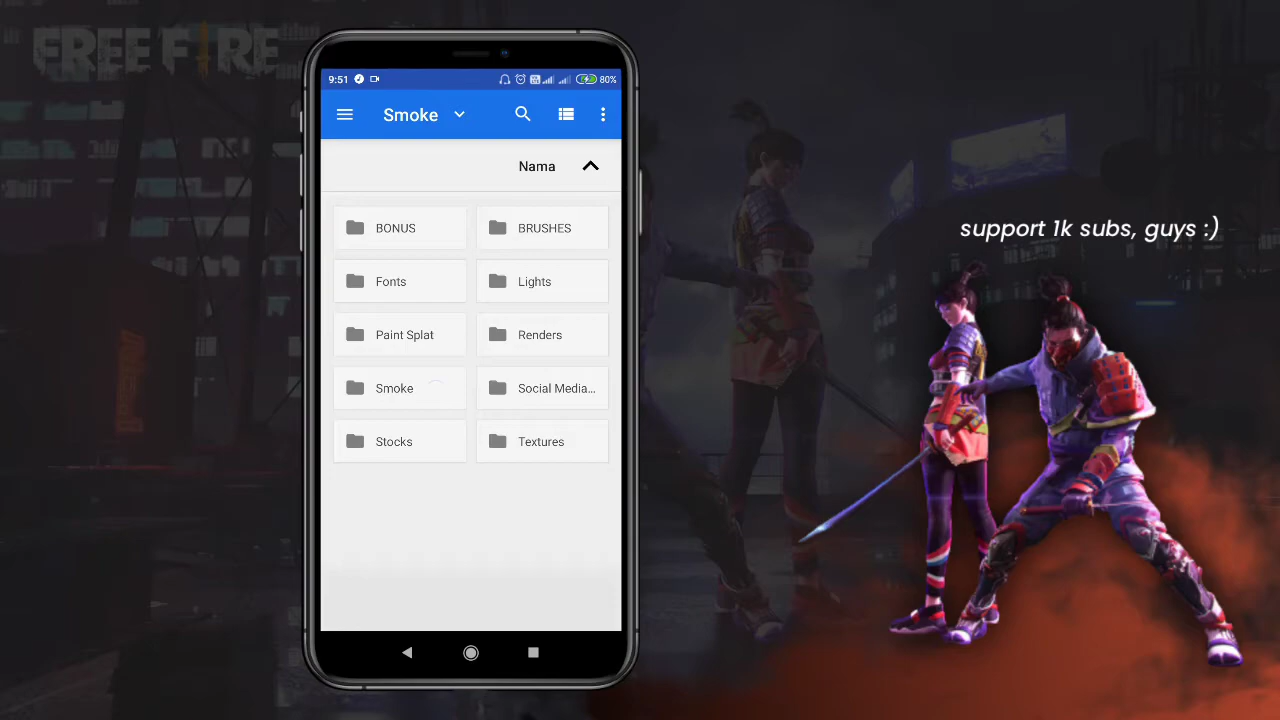 FREE FIRE
9:51 80%
Smoke
Nama
BONUS BRUSHES
Fonts Lights
Paint Splat Renders
Smoke Social Media...
Stocks Textures
support 1k subs, guys :)